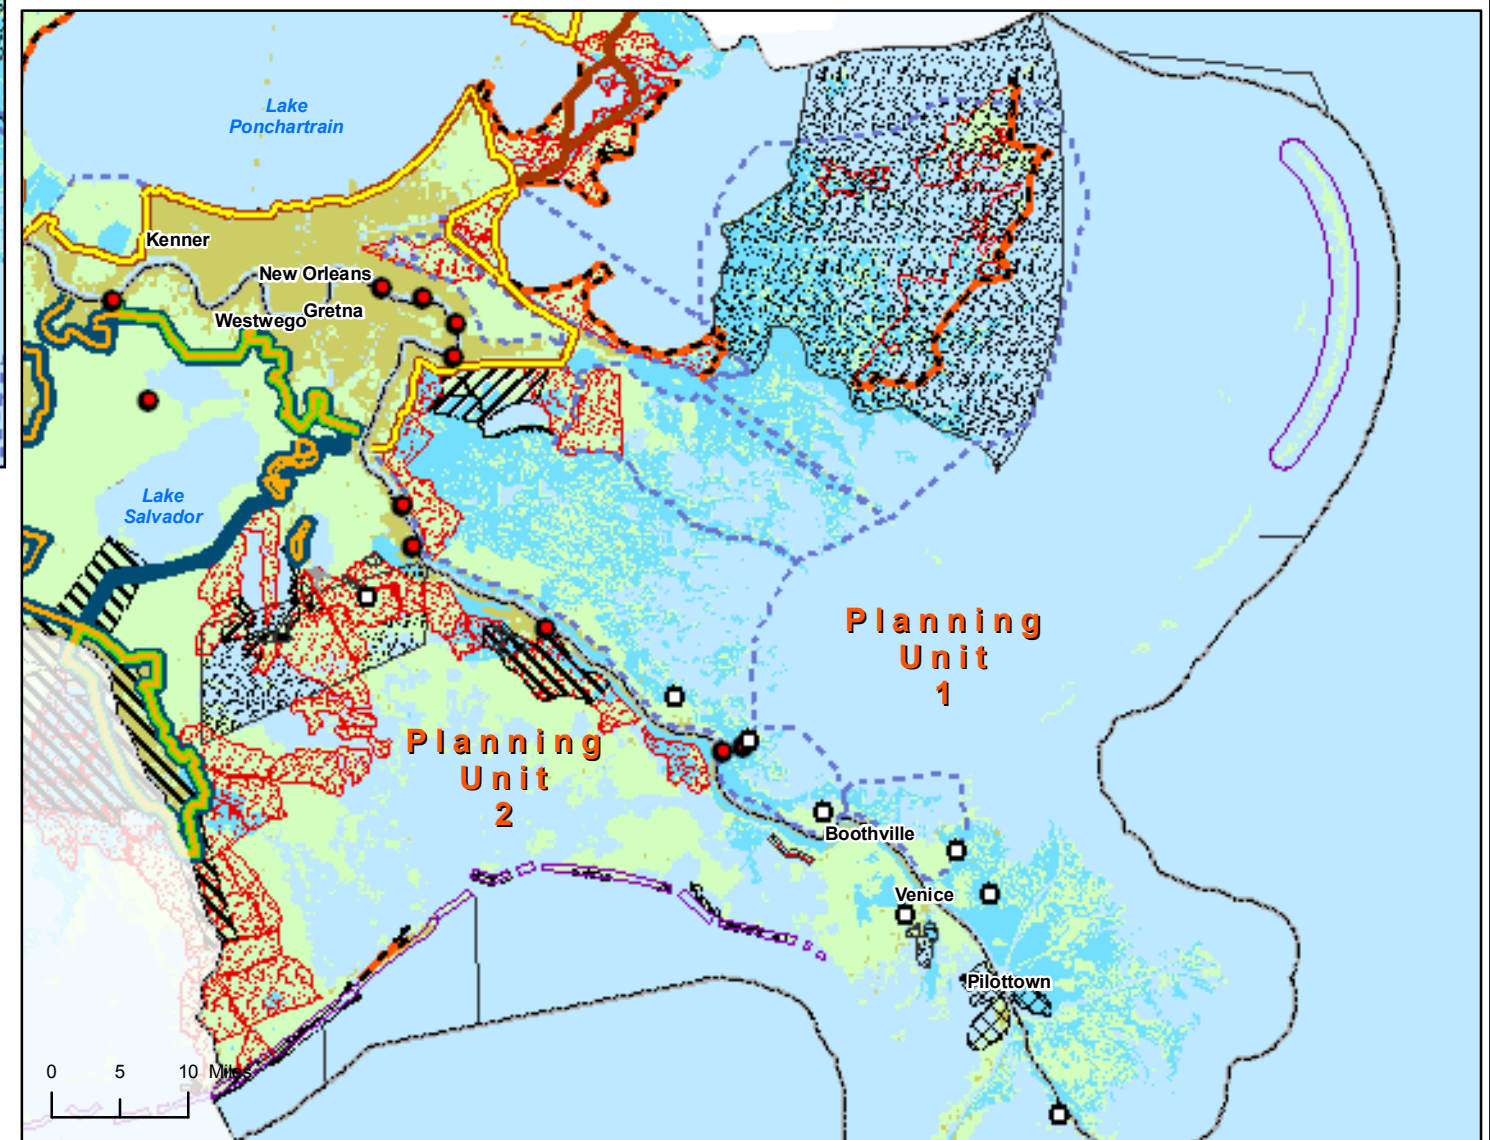 Lake
Ponchartrain
Kenner
New Orleans
Gretna
Westwego
Lake
Salvador
Planning
Unit
1
Planning
Unit
2
Boothville
Venice
Pilottown
0 5 10 Miles